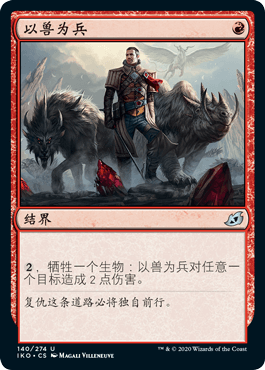 以兽为兵
结界
2，牺牲一个生物：以兽为兵对任意一
个目标造成2点伤害。
复仇这条道路必将独自前行。
140/274 U
IKO • CS MAGALI VILLENEUVE
™ & © 2020 Wizards of the Coast